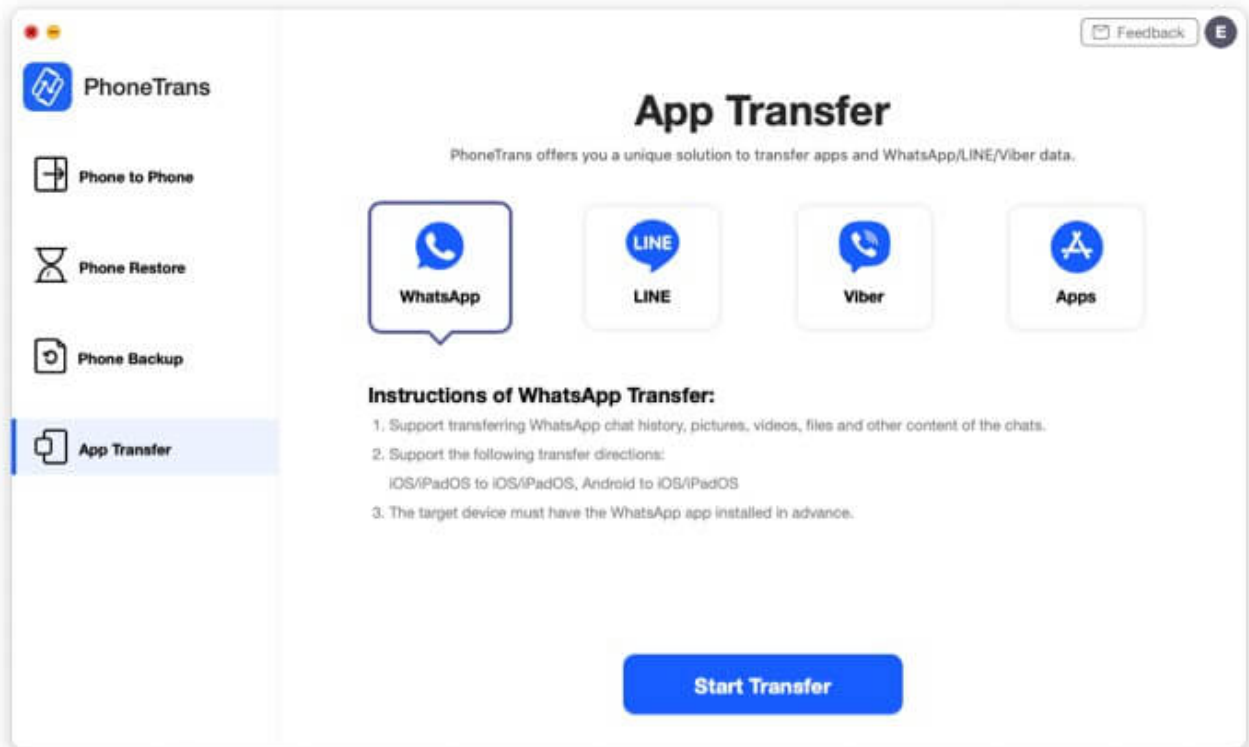 Feedback
E
PhoneTrans
Phone to Phone
Phone Restore
Phone Backup
App Transfer
App Transfer
PhoneTrans offers you a unique solution to transfer apps and WhatsApp/LINE/Viber data.
WhatsApp
LINE
LINE
Viber
Apps
Instructions of WhatsApp Transfer:
1. Support transferring WhatsApp chat history, pictures, videos, files and other content of the chats.
2. Support the following transfer directions:
iOS/iPadOS to iOS/iPadOS, Android to iOS/iPadOS
3. The target device must have the WhatsApp app installed in advance.
Start Transfer